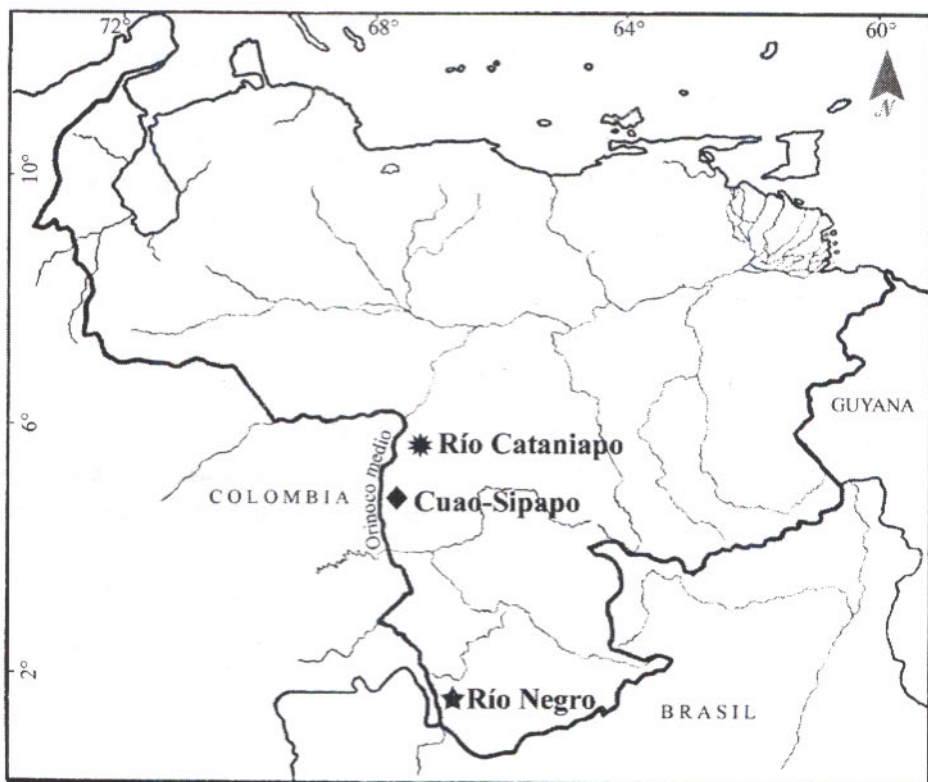 72° 68° 64° 60°
N
10°
6°
2°
GUYANA
Río Cataniapo
Orinoco medio
COLOMBIA
Cuao-Sipapo
Río Negro
BRASIL